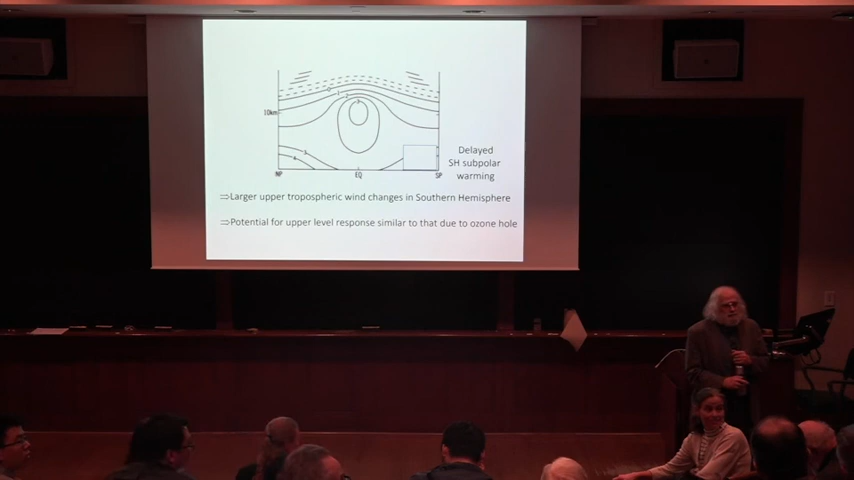 10km
NP EQ SP
Delayed
SH subpolar
warming
⇒Larger upper tropospheric wind changes in Southern Hemisphere
⇒Potential for upper level response similar to that due to ozone hole